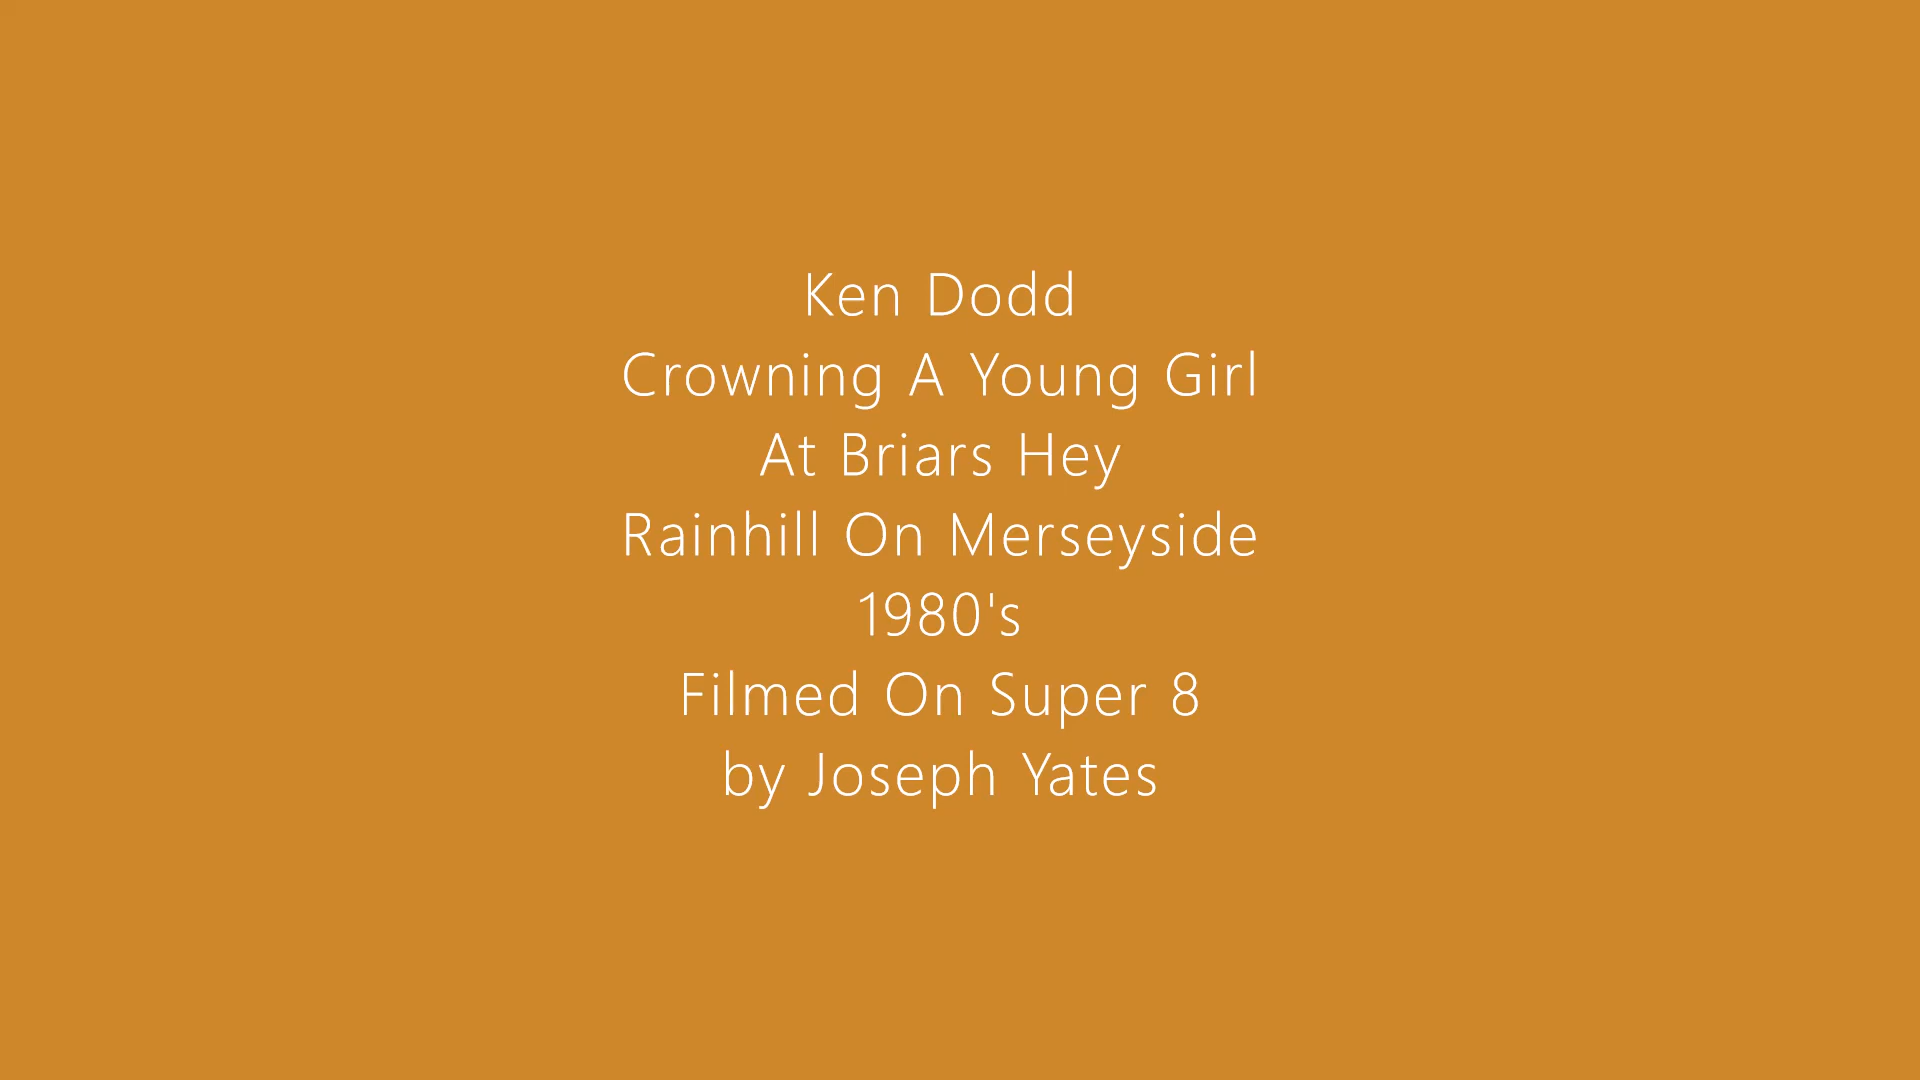 Ken Dodd
Crowning A Young Girl
At Briars Hey
Rainhill On Merseyside
1980's
Filmed On Super 8
by Joseph Yates